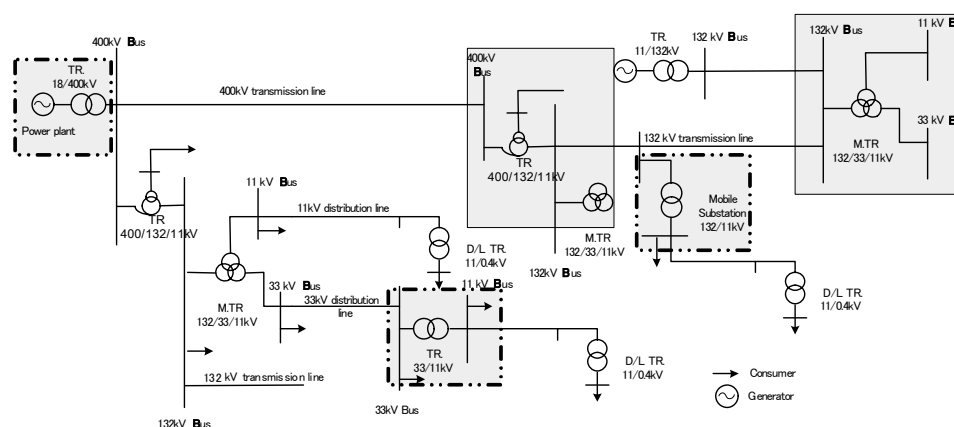 400kV Bus
TR.
18/400kV
Power plant
400kV transmission line
TR
400/132/11kV
11 kV Bus
11kV distribution line
D/L TR.
11/0.4kV
M.TR
132/33/11kV
33 kV Bus
33kV distribution
line
132 kV transmission line
132kV Bus
11 kV Bus
TR.
33/11kV
33kV Bus
D/L TR.
11/0.4kV
400kV
Bus
TR
400/132/11kV
M.TR
132/33/11kV
132kV Bus
TR.
11/132kV
132 kV Bus
132 kV transmission line
Mobile
Substation
132/11kV
D/L TR.
11/0.4kV
132kV Bus
11 kV B
33 kV B
M.TR
132/33/11kV
Consumer
Generator